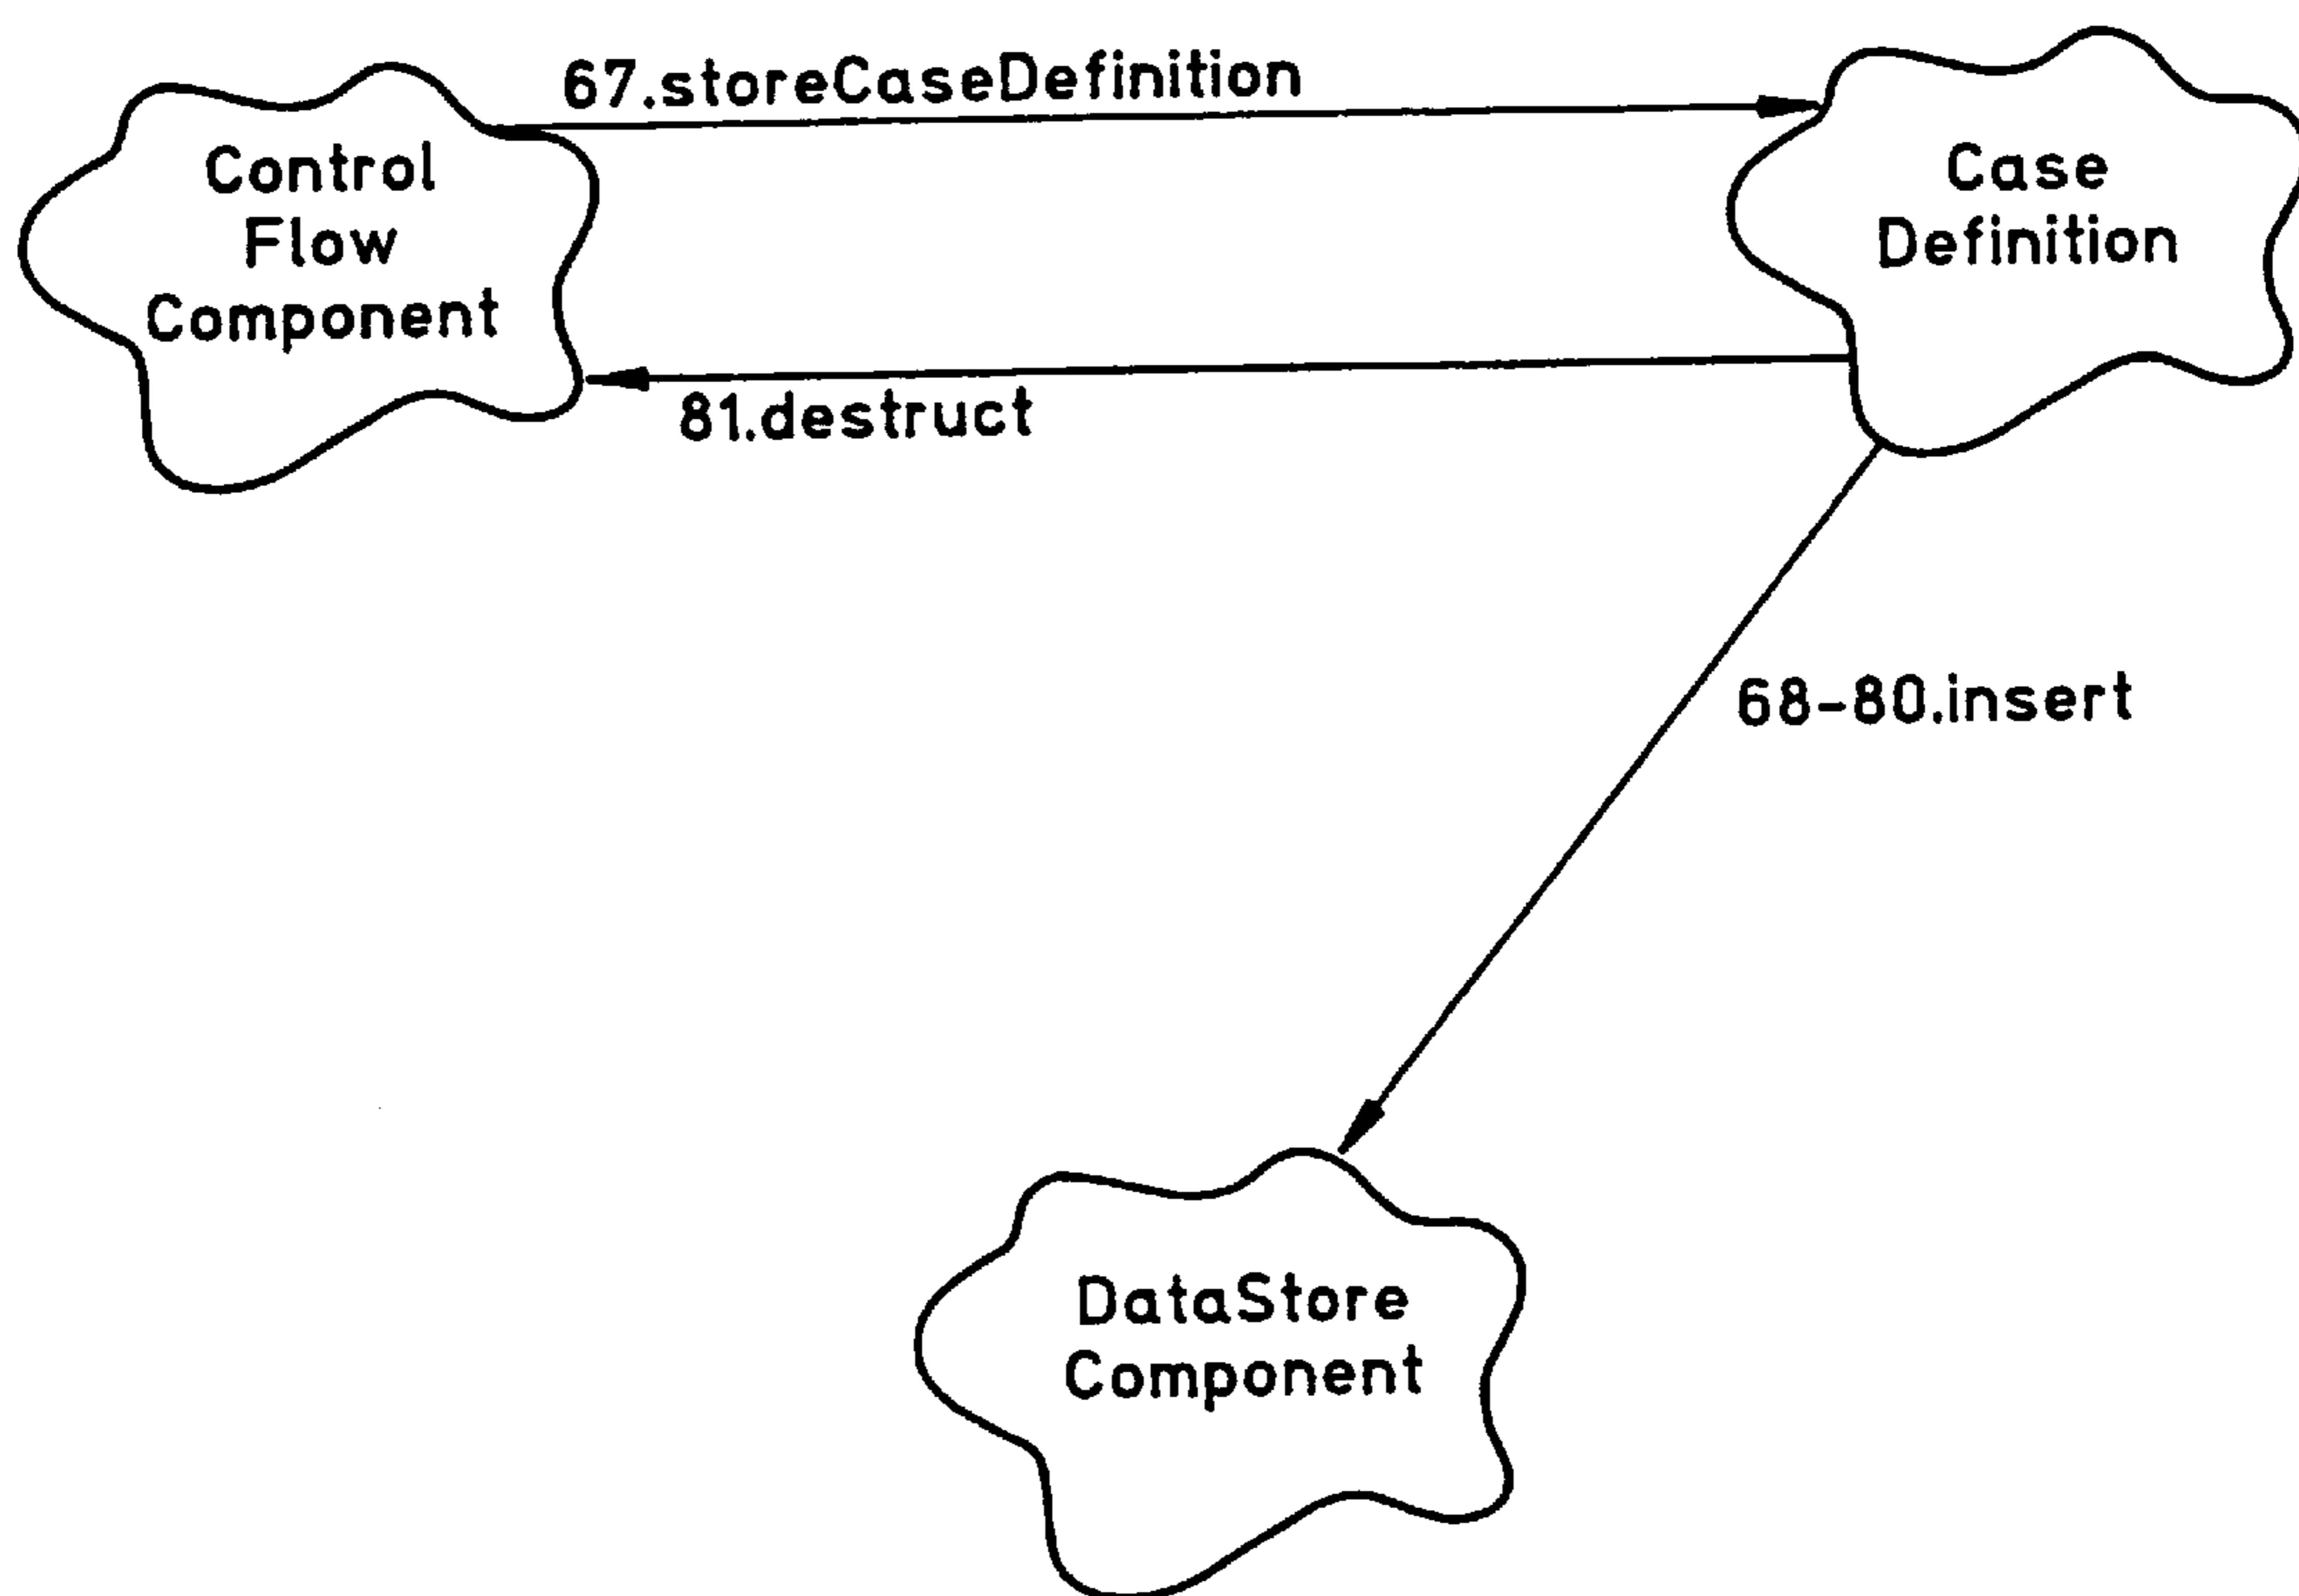 67.storeCaseDefinition
Control
Flow
Component
Case
Definition
81.destruct
68-80.insert
DataStore
Component